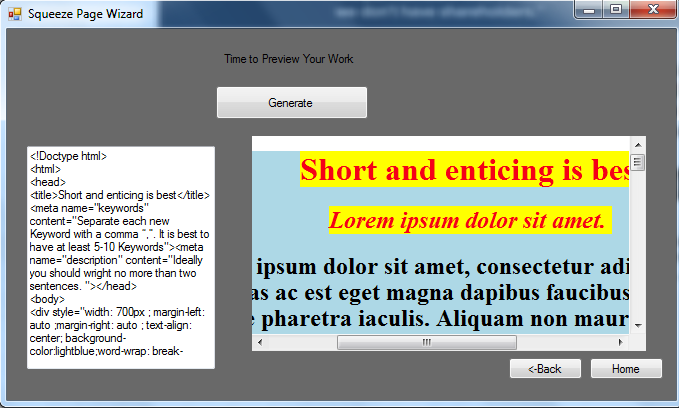 Squeeze Page Wizard
Time to Preview Your Work
Generate
<!Doctype html>
<html>
<head>
<title>Short and enticing is best</title>
<meta name="keywords"
content="Separate each new
Keyword with a comma ",". It is best to
have at least 5-10 Keywords"><meta
name="description" content="Ideally
you should wright no more than two
sentences. "></head>
<body>
<div style="width: 700px ; margin-left:
auto ;margin-right: auto ; text-align:
center; background-
color:lightblue;word-wrap: break-
Short and enticing is bes
Lorem ipsum dolor sit amet.
ipsum dolor sit amet, consectetur adi
as ac est eget magna dapibus faucibus
e pharetra iaculis. Aliquam non maur
<-Back
Home